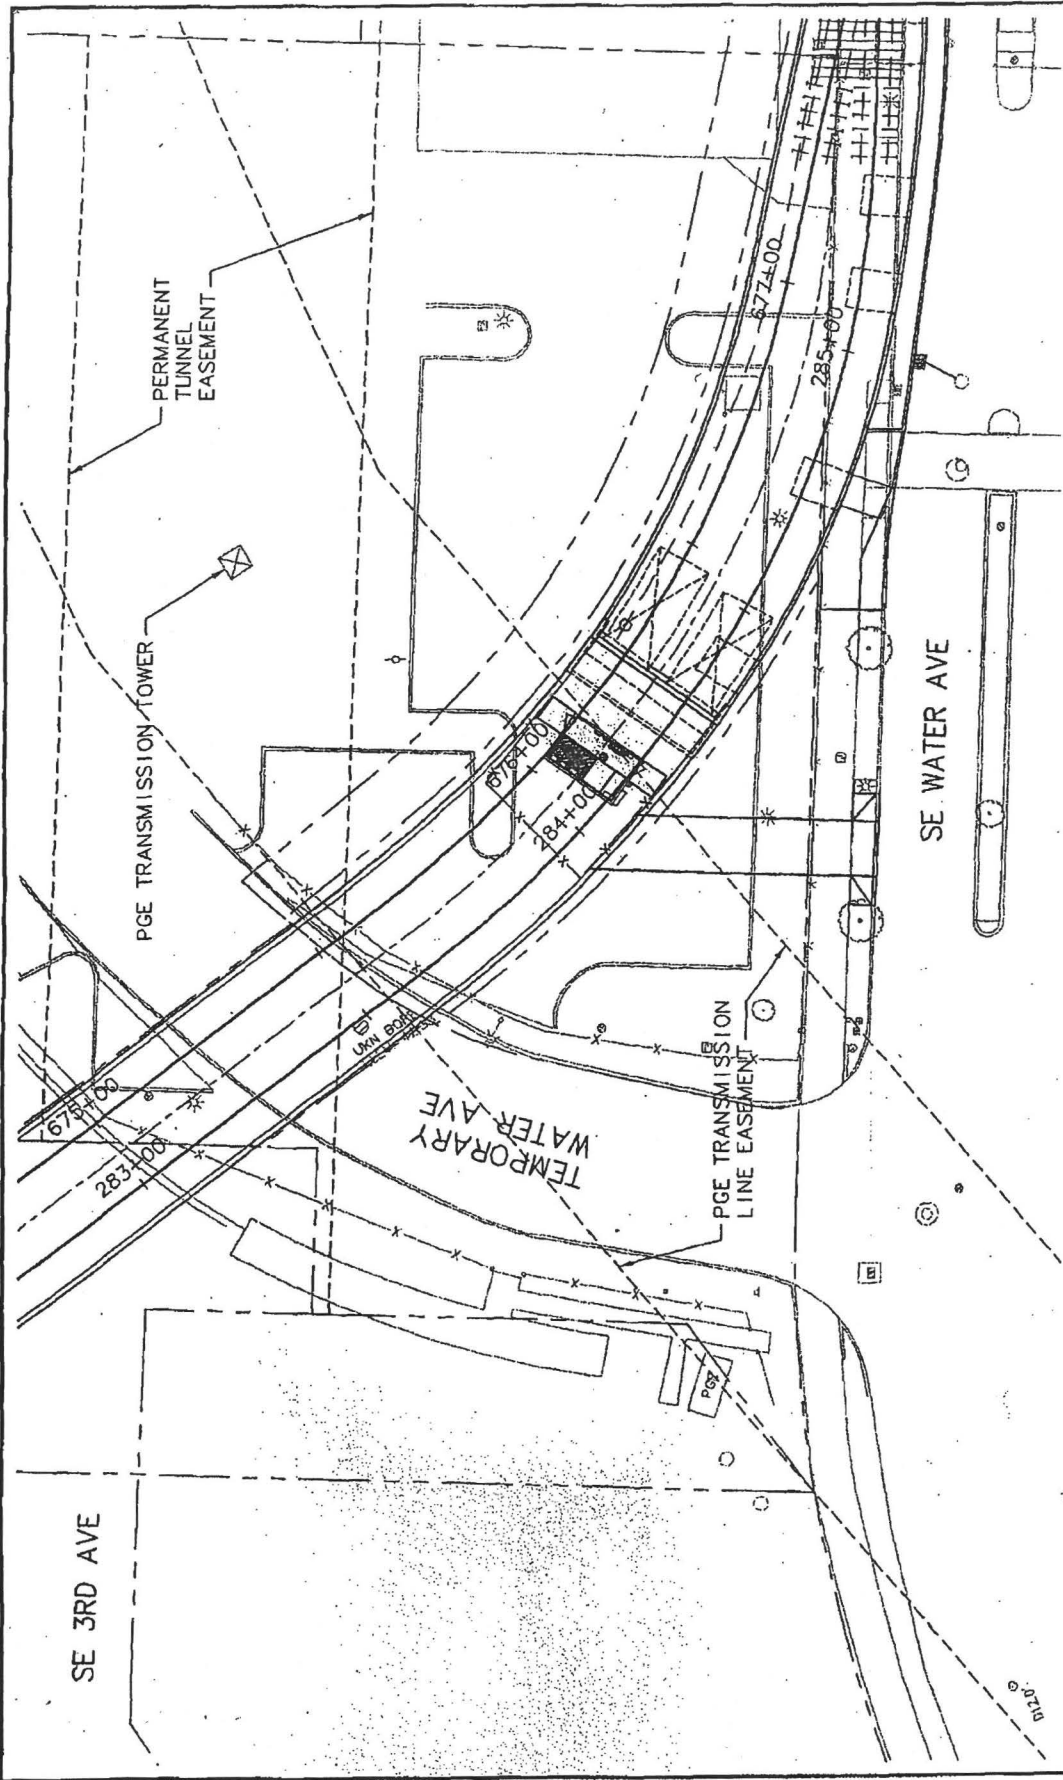 PERMANENT
TUNNEL
EASEMENT
PGE TRANSMISSION TOWER
677+00
285+00
676+00
284+00
SE WATER AVE
UKN BORE
675+00
283+00
TEMPORARY
WATER AVE
PGE TRANSMISSION
LINE EASEMENT
SE 3RD AVE